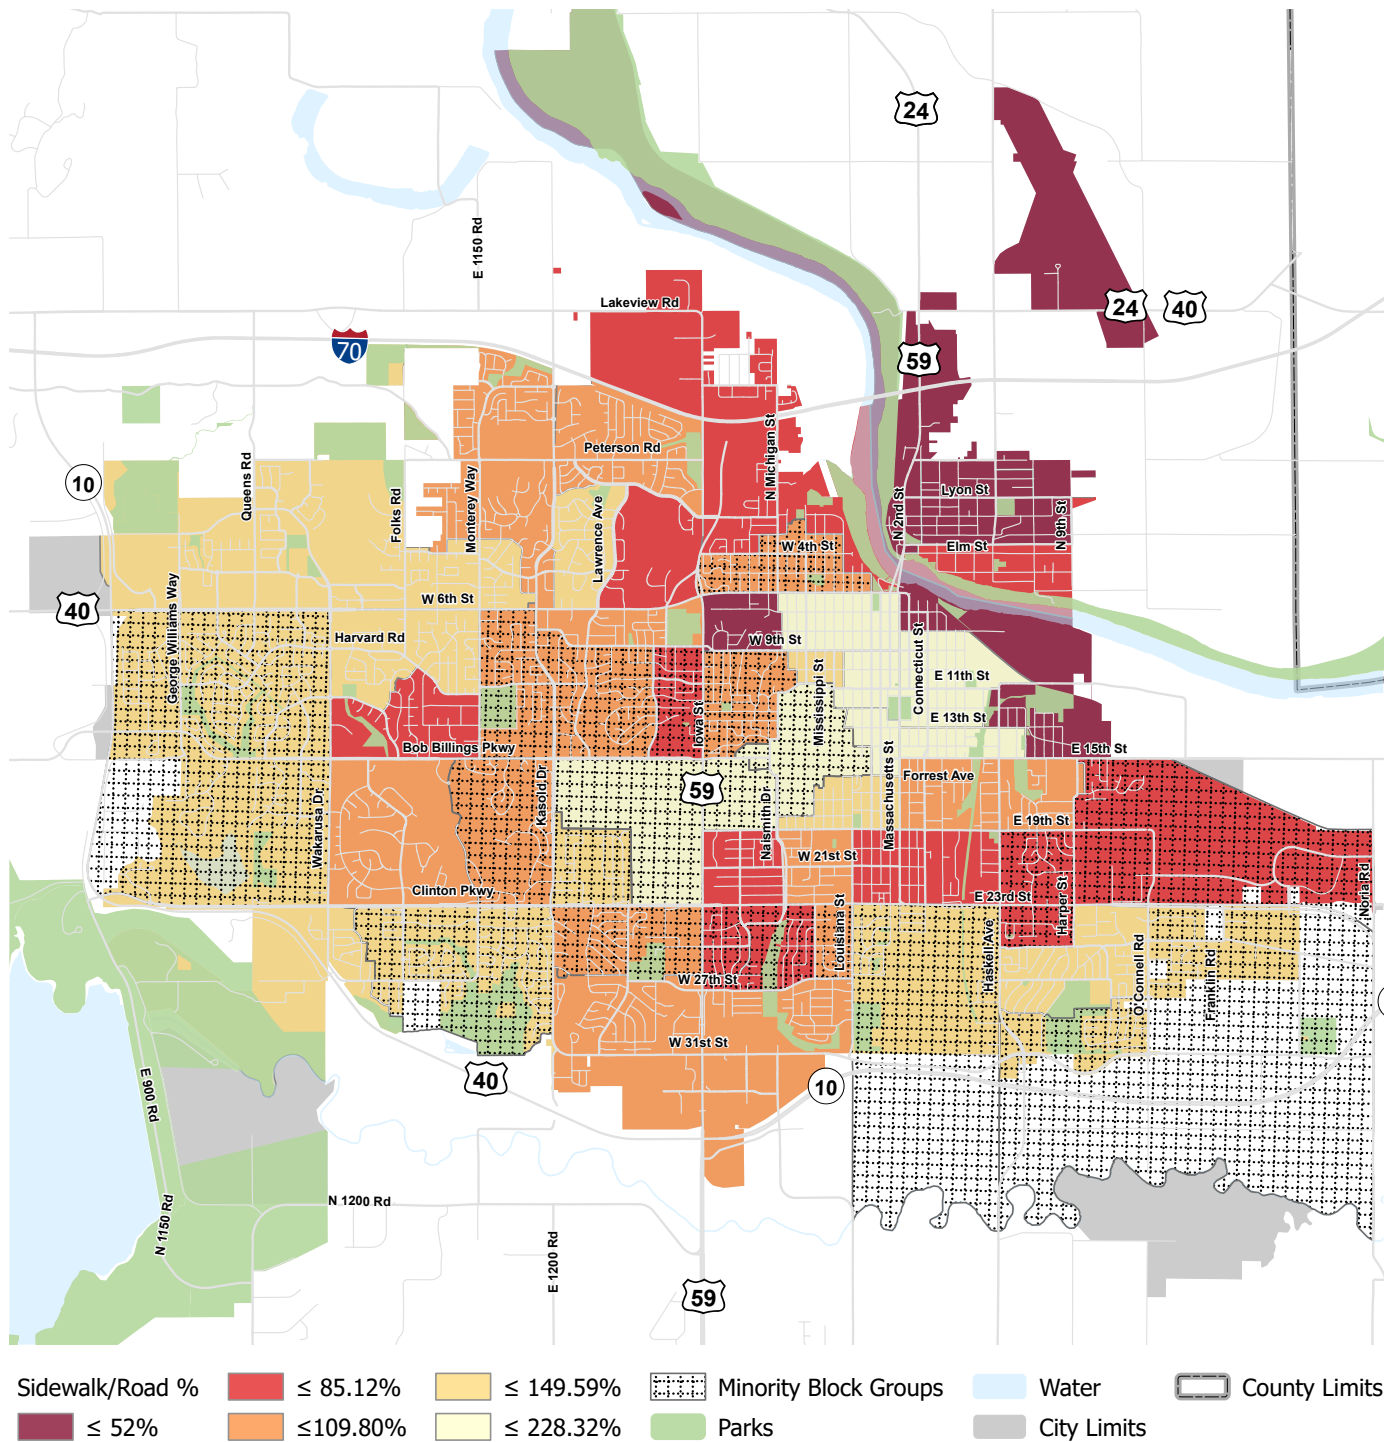 24
E 1150 Rd
Lakeview Rd
24
40
70
59
N Michigan St
Peterson Rd
Queens Rd
10
Folks Rd
Monterey Way
Lawrence Ave
Lyon St
N 2nd St
N 9th St
W 4th St
Elm St
40
George Williams Way
W 6th St
Harvard Rd
W 9th St
Connecticut St
Mississippi St
E 11th St
Iowa St
E 13th St
Bob Billings Pkwy
E 15th St
Kasold Dr
59
Forrest Ave
Massachusetts St
Naismith Dr
Wakarusa Dr
E 19th St
W 21st St
Clinton Pkwy
E 23rd St
Harper St
Noria Rd
Louisiana St
Haskell Ave
O'Connell Rd
Franklin Rd
W 27th St
W 31st St
40
10
E 900 Rd
N 1200 Rd
N 1150 Rd
E 1200 Rd
59
Sidewalk/Road %
≤ 52%
≤ 85.12%
≤109.80%
≤ 149.59%
≤ 228.32%
Minority Block Groups
Parks
Water
City Limits
County Limits